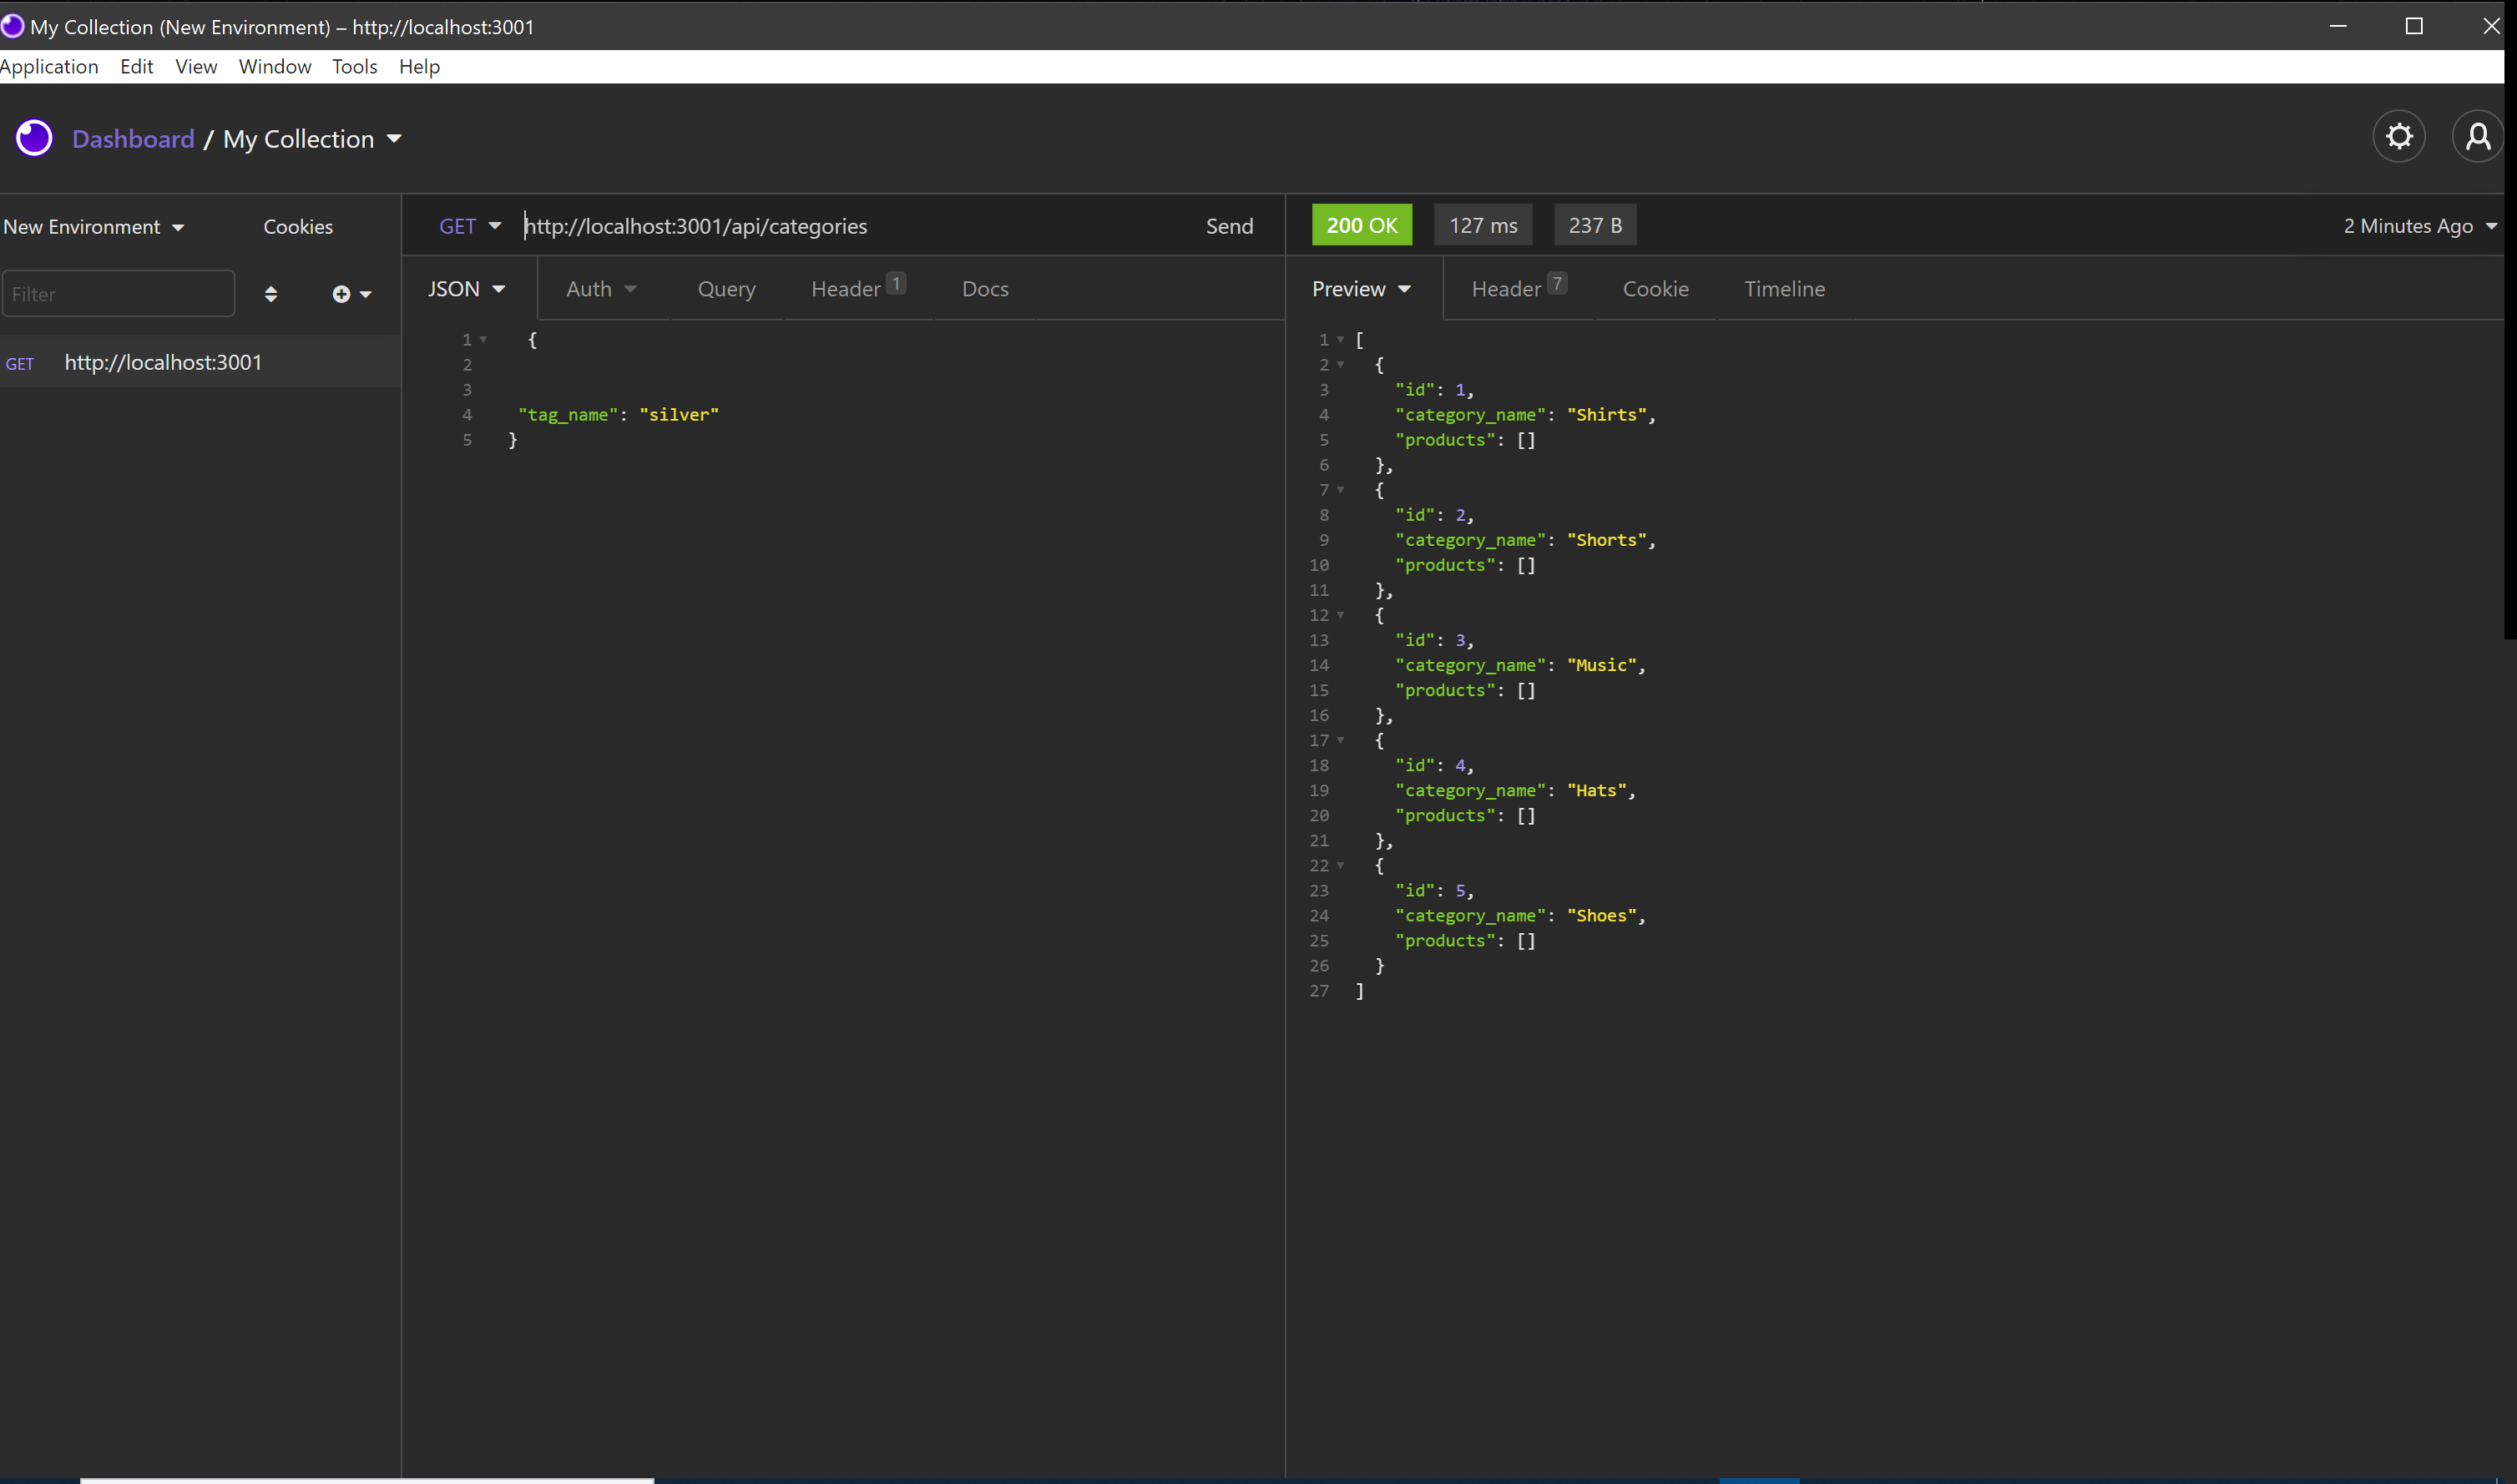 My Collection (New Environment) – http://localhost:3001
Application Edit View Window Tools Help
Dashboard / My Collection
New Environment Cookies
GET http://localhost:3001/api/categories Send
200 OK 127 ms 237 B 2 Minutes Ago
Filter
JSON Auth Query Header 1 Docs
Preview Header 7 Cookie Timeline
GET http://localhost:3001
1 {
2
3
4 "tag_name": "silver"
5 }
1 [
2 {
3 "id": 1,
4 "category_name": "Shirts",
5 "products": []
6 },
7 {
8 "id": 2,
9 "category_name": "Shorts",
10 "products": []
11 },
12 {
13 "id": 3,
14 "category_name": "Music",
15 "products": []
16 },
17 {
18 "id": 4,
19 "category_name": "Hats",
20 "products": []
21 },
22 {
23 "id": 5,
24 "category_name": "Shoes",
25 "products": []
26 }
27 ]